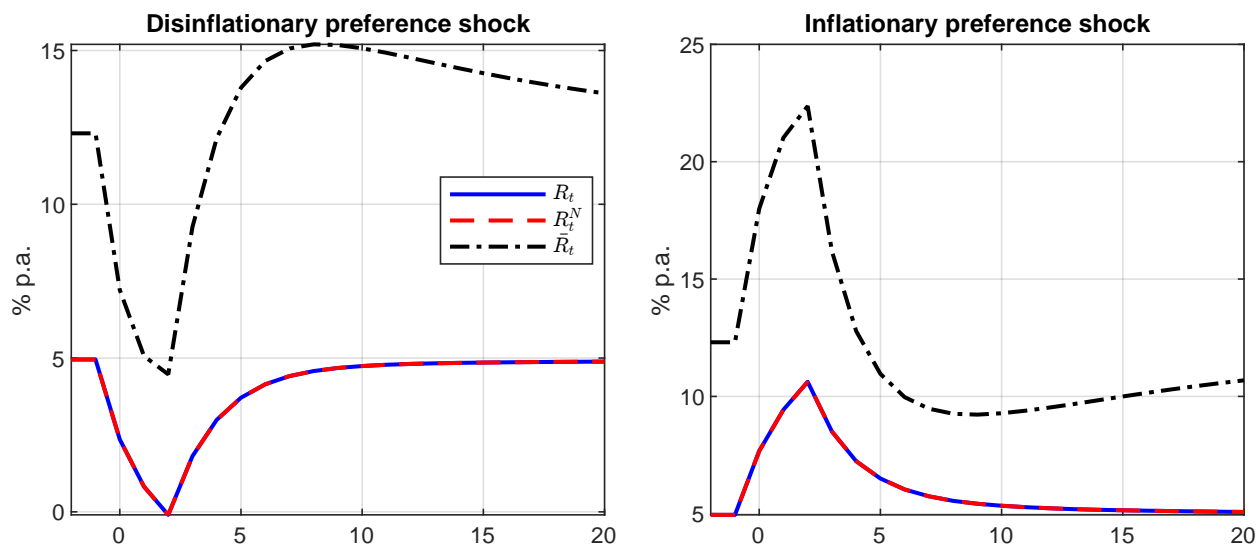 Disinflationary preference shock
% p.a.
15
10
5
0
0 5 10 15 20
R_t
R_t^N
R̄_t
Inflationary preference shock
% p.a.
25
20
15
10
5
0 5 10 15 20